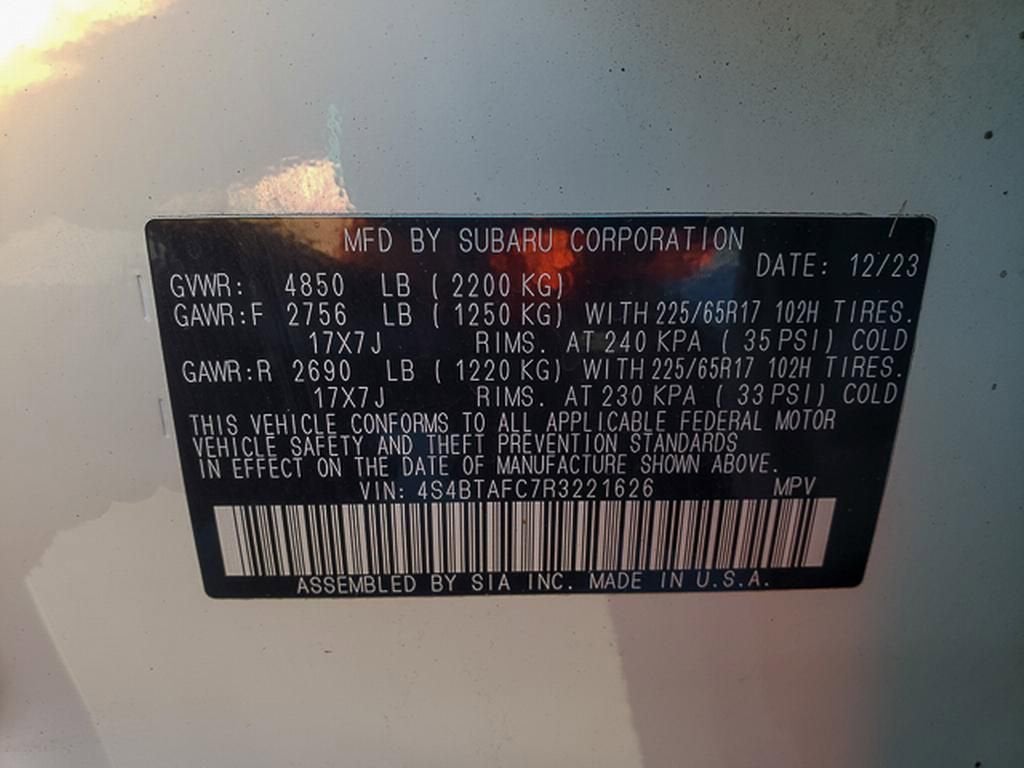 MFD BY SUBARU CORPORATION
DATE: 12/23
GVWR: 4850 LB (2200 KG)
GAWR:F 2756 LB (1250 KG) WITH 225/65R17 102H TIRES.
17X7J RIMS. AT 240 KPA (35 PSI) COLD
GAWR:R 2690 LB (1220 KG) WITH 225/65R17 102H TIRES.
17X7J RIMS. AT 230 KPA (33 PSI) COLD
THIS VEHICLE CONFORMS TO ALL APPLICABLE FEDERAL MOTOR
VEHICLE SAFETY AND THEFT PREVENTION STANDARDS
IN EFFECT ON THE DATE OF MANUFACTURE SHOWN ABOVE.
VIN: 4S4BTAFC7R3221626 MPV
ASSEMBLED BY SIA INC. MADE IN U.S.A.